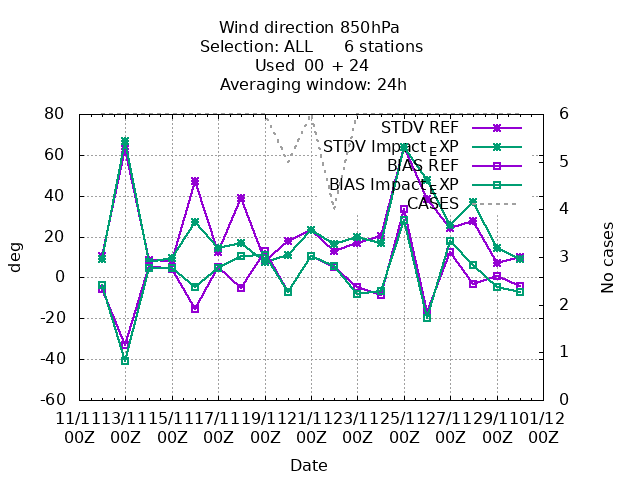 Wind direction 850hPa
Selection: ALL      6 stations
Used  00 + 24
Averaging window: 24h
STDV REF
STDV Impact_EXP
BIAS REF
BIAS Impact_EXP
CASES
80
60
40
20
0
-20
-40
-60
6
5
4
3
2
1
0
deg
No cases
11/11 13/11 15/11 17/11 19/11 21/11 23/11 25/11 27/11 29/11 01/12
00Z 00Z 00Z 00Z 00Z 00Z 00Z 00Z 00Z 00Z 00Z
Date